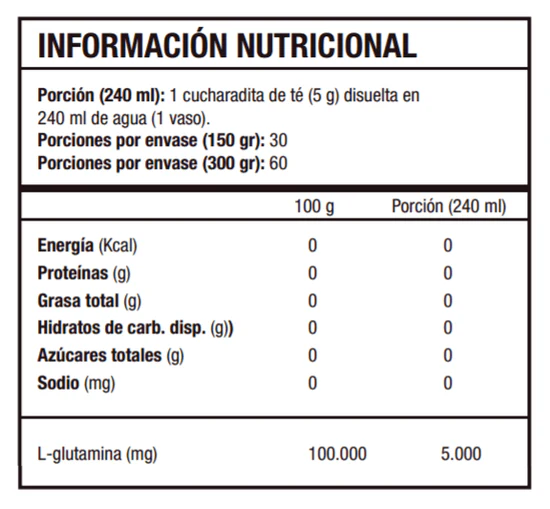 INFORMACIÓN NUTRICIONAL
Porción (240 ml): 1 cucharadita de té (5 g) disuelta en
240 ml de agua (1 vaso).
Porciones por envase (150 gr): 30
Porciones por envase (300 gr): 60
100 g Porción (240 ml)
Energía (Kcal) 0 0
Proteínas (g) 0 0
Grasa total (g) 0 0
Hidratos de carb. disp. (g)) 0 0
Azúcares totales (g) 0 0
Sodio (mg) 0 0
L-glutamina (mg) 100.000 5.000